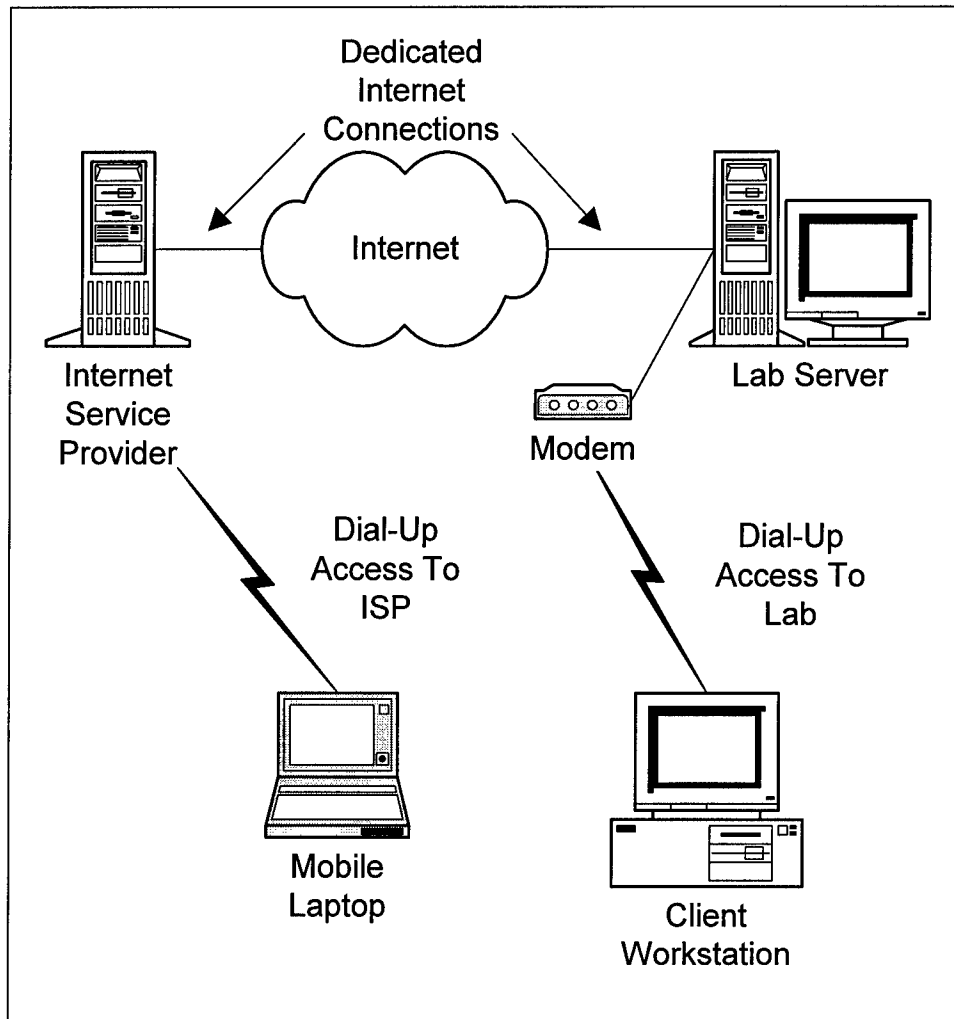 Dedicated
Internet
Connections
Internet
Internet
Service
Provider
Lab Server
Modem
Dial-Up
Access To
ISP
Dial-Up
Access To
Lab
Mobile
Laptop
Client
Workstation